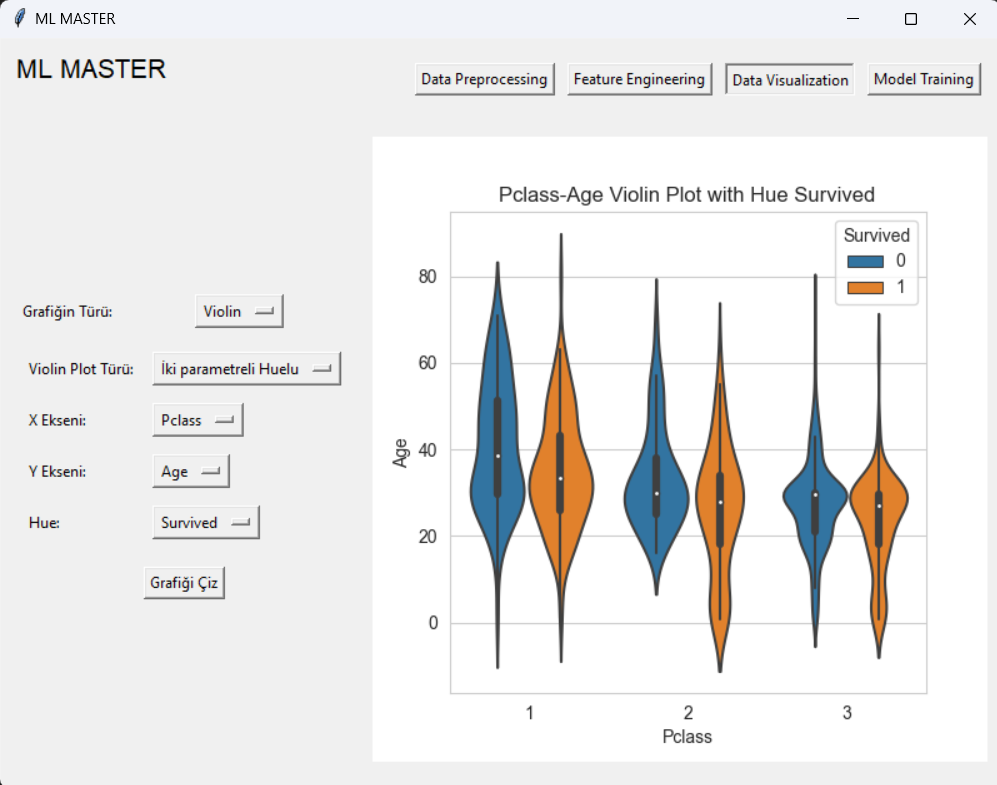 ML MASTER
ML MASTER
Data Preprocessing
Feature Engineering
Data Visualization
Model Training
Grafiğin Türü:
Violin
Violin Plot Türü:
İki parametreli Huelu
X Ekseni:
Pclass
Y Ekseni:
Age
Hue:
Survived
Grafiği Çiz
Pclass-Age Violin Plot with Hue Survived
Survived
0
1
80
60
40
20
0
Age
1
2
3
Pclass